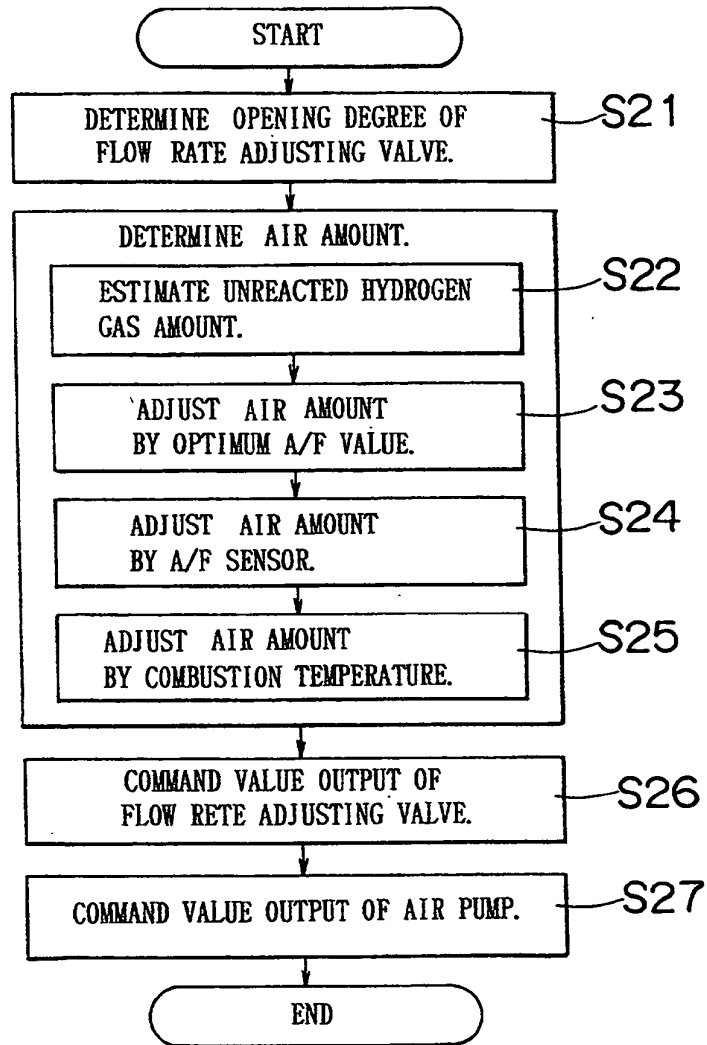 START
DETERMINE OPENING DEGREE OF
FLOW RATE ADJUSTING VALVE.
S21
DETERMINE AIR AMOUNT.
ESTIMATE UNREACTED HYDROGEN
GAS AMOUNT.
S22
ADJUST AIR AMOUNT
BY OPTIMUM A/F VALUE.
S23
ADJUST AIR AMOUNT
BY A/F SENSOR.
S24
ADJUST AIR AMOUNT
BY COMBUSTION TEMPERATURE.
S25
COMMAND VALUE OUTPUT OF
FLOW RETE ADJUSTING VALVE.
S26
COMMAND VALUE OUTPUT OF AIR PUMP.
S27
END